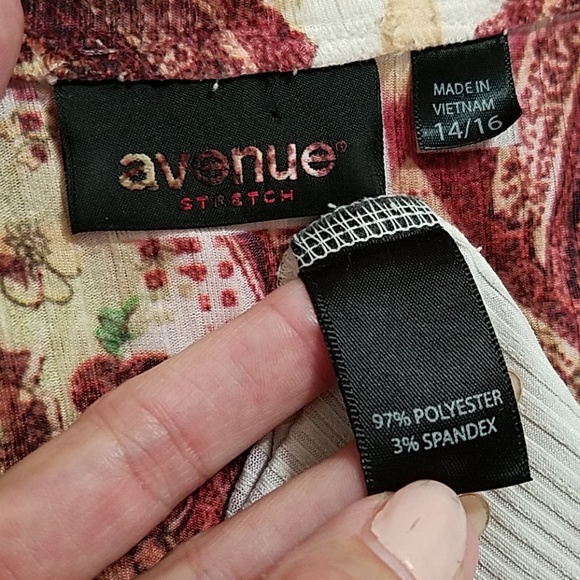 avenue®
STRETCH
MADE IN
VIETNAM
14/16
97% POLYESTER
3% SPANDEX